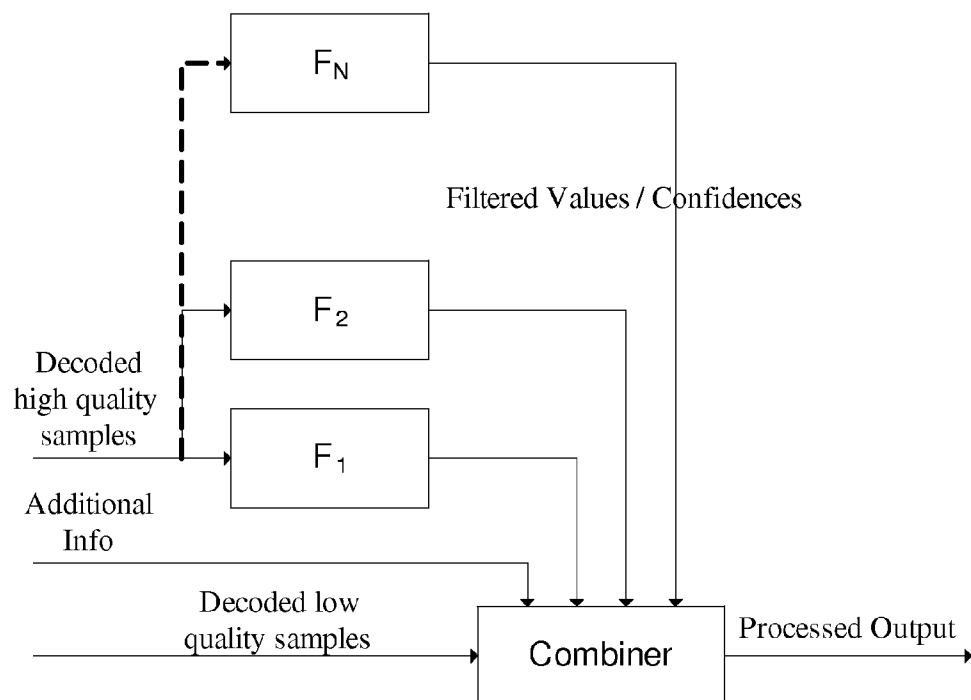 F_N
Filtered Values / Confidences
F_2
Decoded
high quality
samples
F_1
Additional
Info
Decoded low
quality samples
Combiner
Processed Output